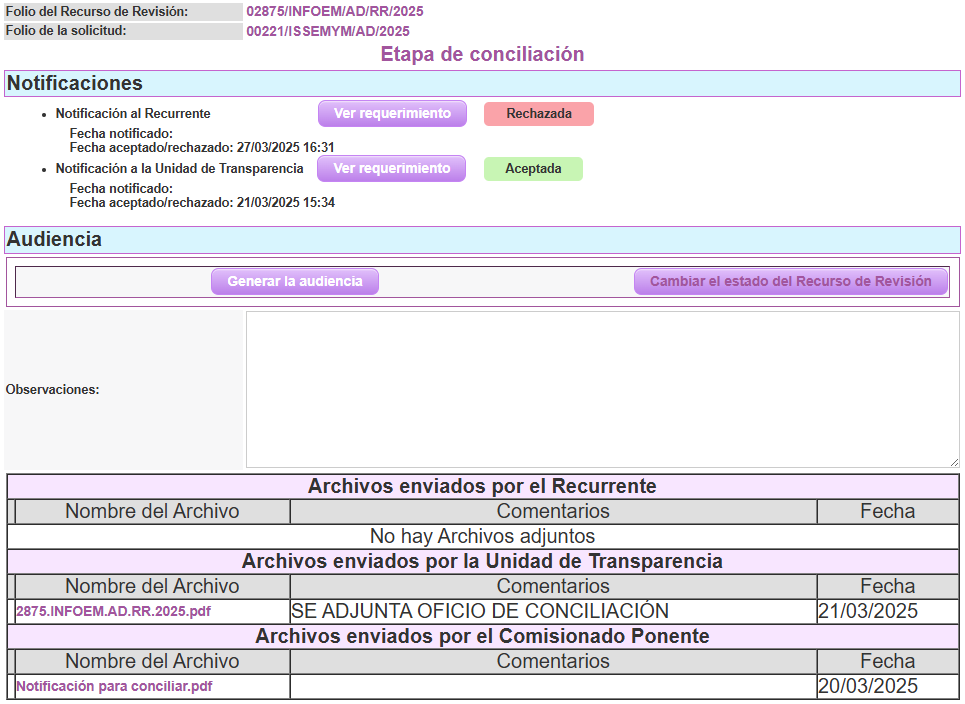 Folio del Recurso de Revisión: 02875/INFOEM/AD/RR/2025
Folio de la solicitud: 00221/ISSEMYM/AD/2025
Etapa de conciliación
Notificaciones
• Notificación al Recurrente Ver requerimiento Rechazada
Fecha notificado:
Fecha aceptado/rechazado: 27/03/2025 16:31
• Notificación a la Unidad de Transparencia Ver requerimiento Aceptada
Fecha notificado:
Fecha aceptado/rechazado: 21/03/2025 15:34
Audiencia
Generar la audiencia Cambiar el estado del Recurso de Revisión
Observaciones:
Archivos enviados por el Recurrente
Nombre del Archivo Comentarios Fecha
No hay Archivos adjuntos
Archivos enviados por la Unidad de Transparencia
Nombre del Archivo Comentarios Fecha
2875.INFOEM.AD.RR.2025.pdf SE ADJUNTA OFICIO DE CONCILIACIÓN 21/03/2025
Archivos enviados por el Comisionado Ponente
Nombre del Archivo Comentarios Fecha
Notificación para conciliar.pdf 20/03/2025